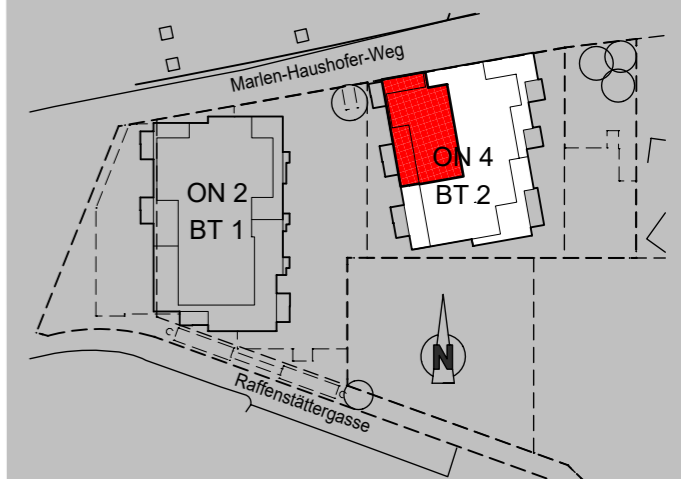 Marlen-Haushofer-Weg
ON 4
BT 2
ON 2
BT 1
N
Raffenstättergasse